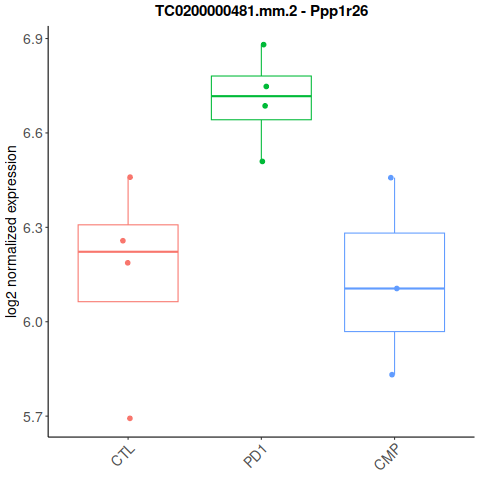 TC0200000481.mm.2 - Ppp1r26
log2 normalized expression
6.9
6.6
6.3
6.0
5.7
CTL
PD1
CMP